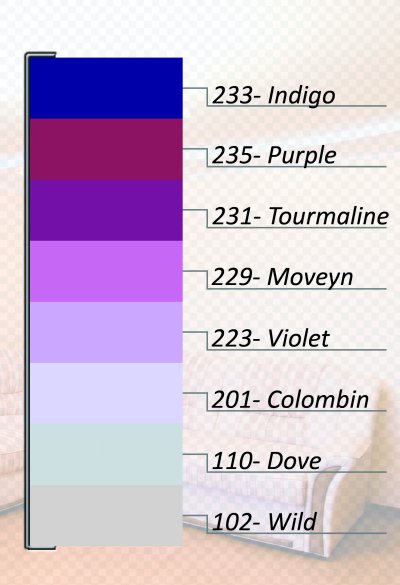 233- Indigo
235- Purple
231- Tourmaline
229- Moveyn
223- Violet
201- Colombin
110- Dove
102- Wild